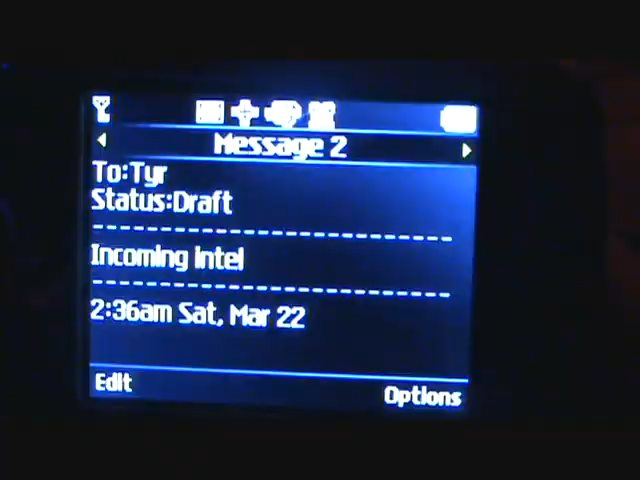 Message 2
To:Tyr
Status:Draft
Incoming Intel
2:36am Sat, Mar 22
Edit
Options